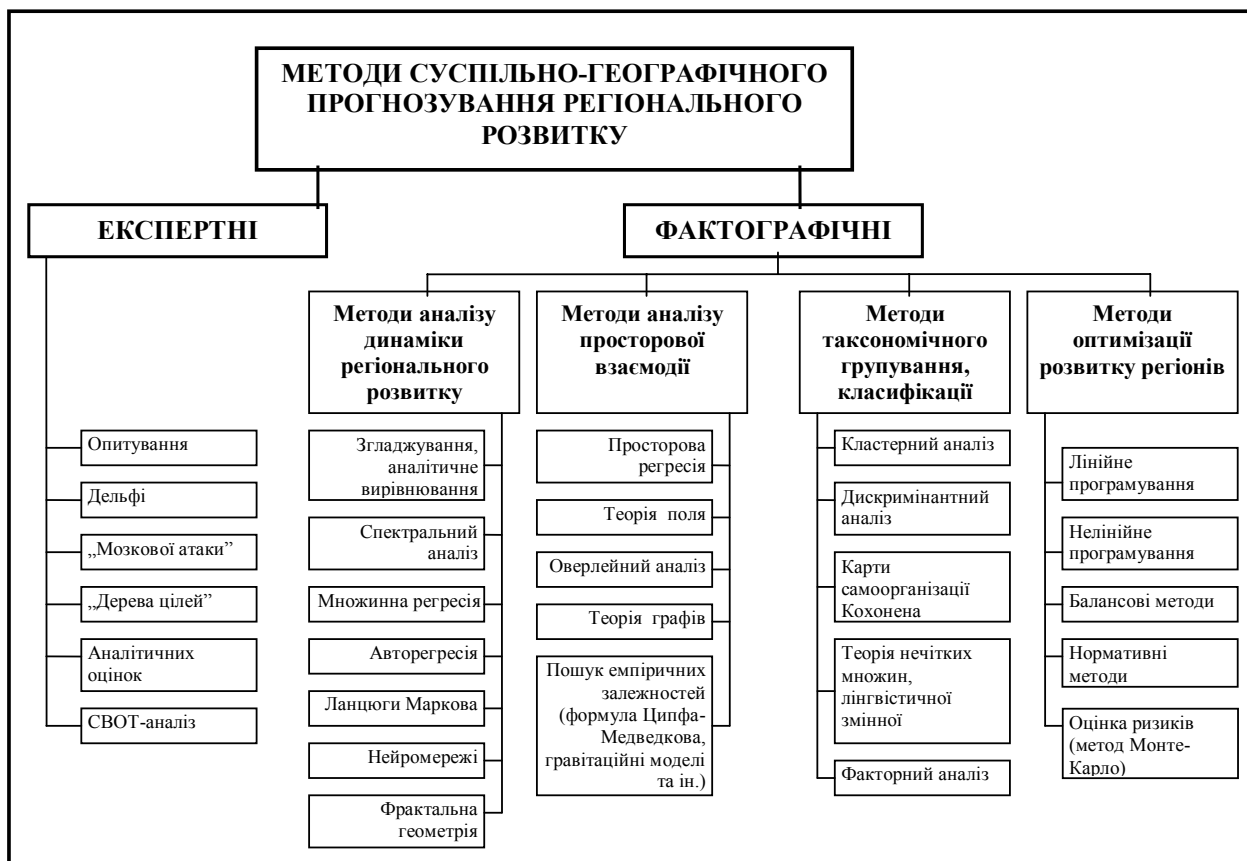 МЕТОДИ СУСПІЛЬНО-ГЕОГРАФІЧНОГО
ПРОГНОЗУВАННЯ РЕГІОНАЛЬНОГО
РОЗВИТКУ
ЕКСПЕРТНІ
ФАКТОГРАФІЧНІ
Опитування
Дельфі
„Мозкової атаки”
„Дерева цілей”
Аналітичних
оцінок
СВОТ-аналіз
Методи аналізу
динаміки
регіонального
розвитку
Згладжування,
аналітичне
вирівнювання
Спектральний
аналіз
Множинна регресія
Авторегресія
Ланцюги Маркова
Нейромережі
Фрактальна
геометрія
Методи аналізу
просторової
взаємодії
Просторова
регресія
Теорія поля
Оверлейний аналіз
Теорія графів
Пошук емпіричних
залежностей
(формула Ципфа-
Медведкова,
гравітаційні моделі
та ін.)
Методи
таксономічного
групування,
класифікації
Кластерний аналіз
Дискримінантний
аналіз
Карти
самоорганізації
Кохонена
Теорія нечітких
множин,
лінгвістичної
змінної
Факторний аналіз
Методи
оптимізації
розвитку регіонів
Лінійне
програмування
Нелінійне
програмування
Балансові методи
Нормативні
методи
Оцінка ризиків
(метод Монте-
Карло)